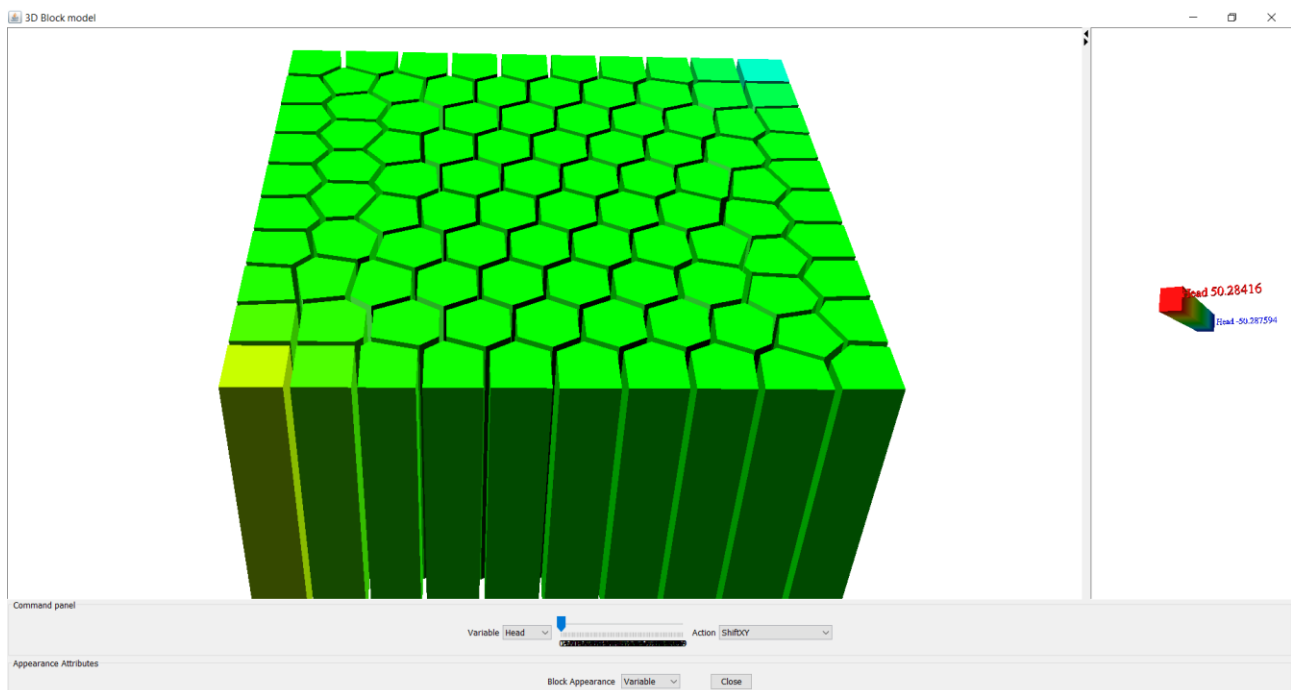 3D Block model
Head 50.28416
Head -50.287594
Command panel
Variable Head Action ShiftXY
Appearance Attributes
Block Appearance Variable Close